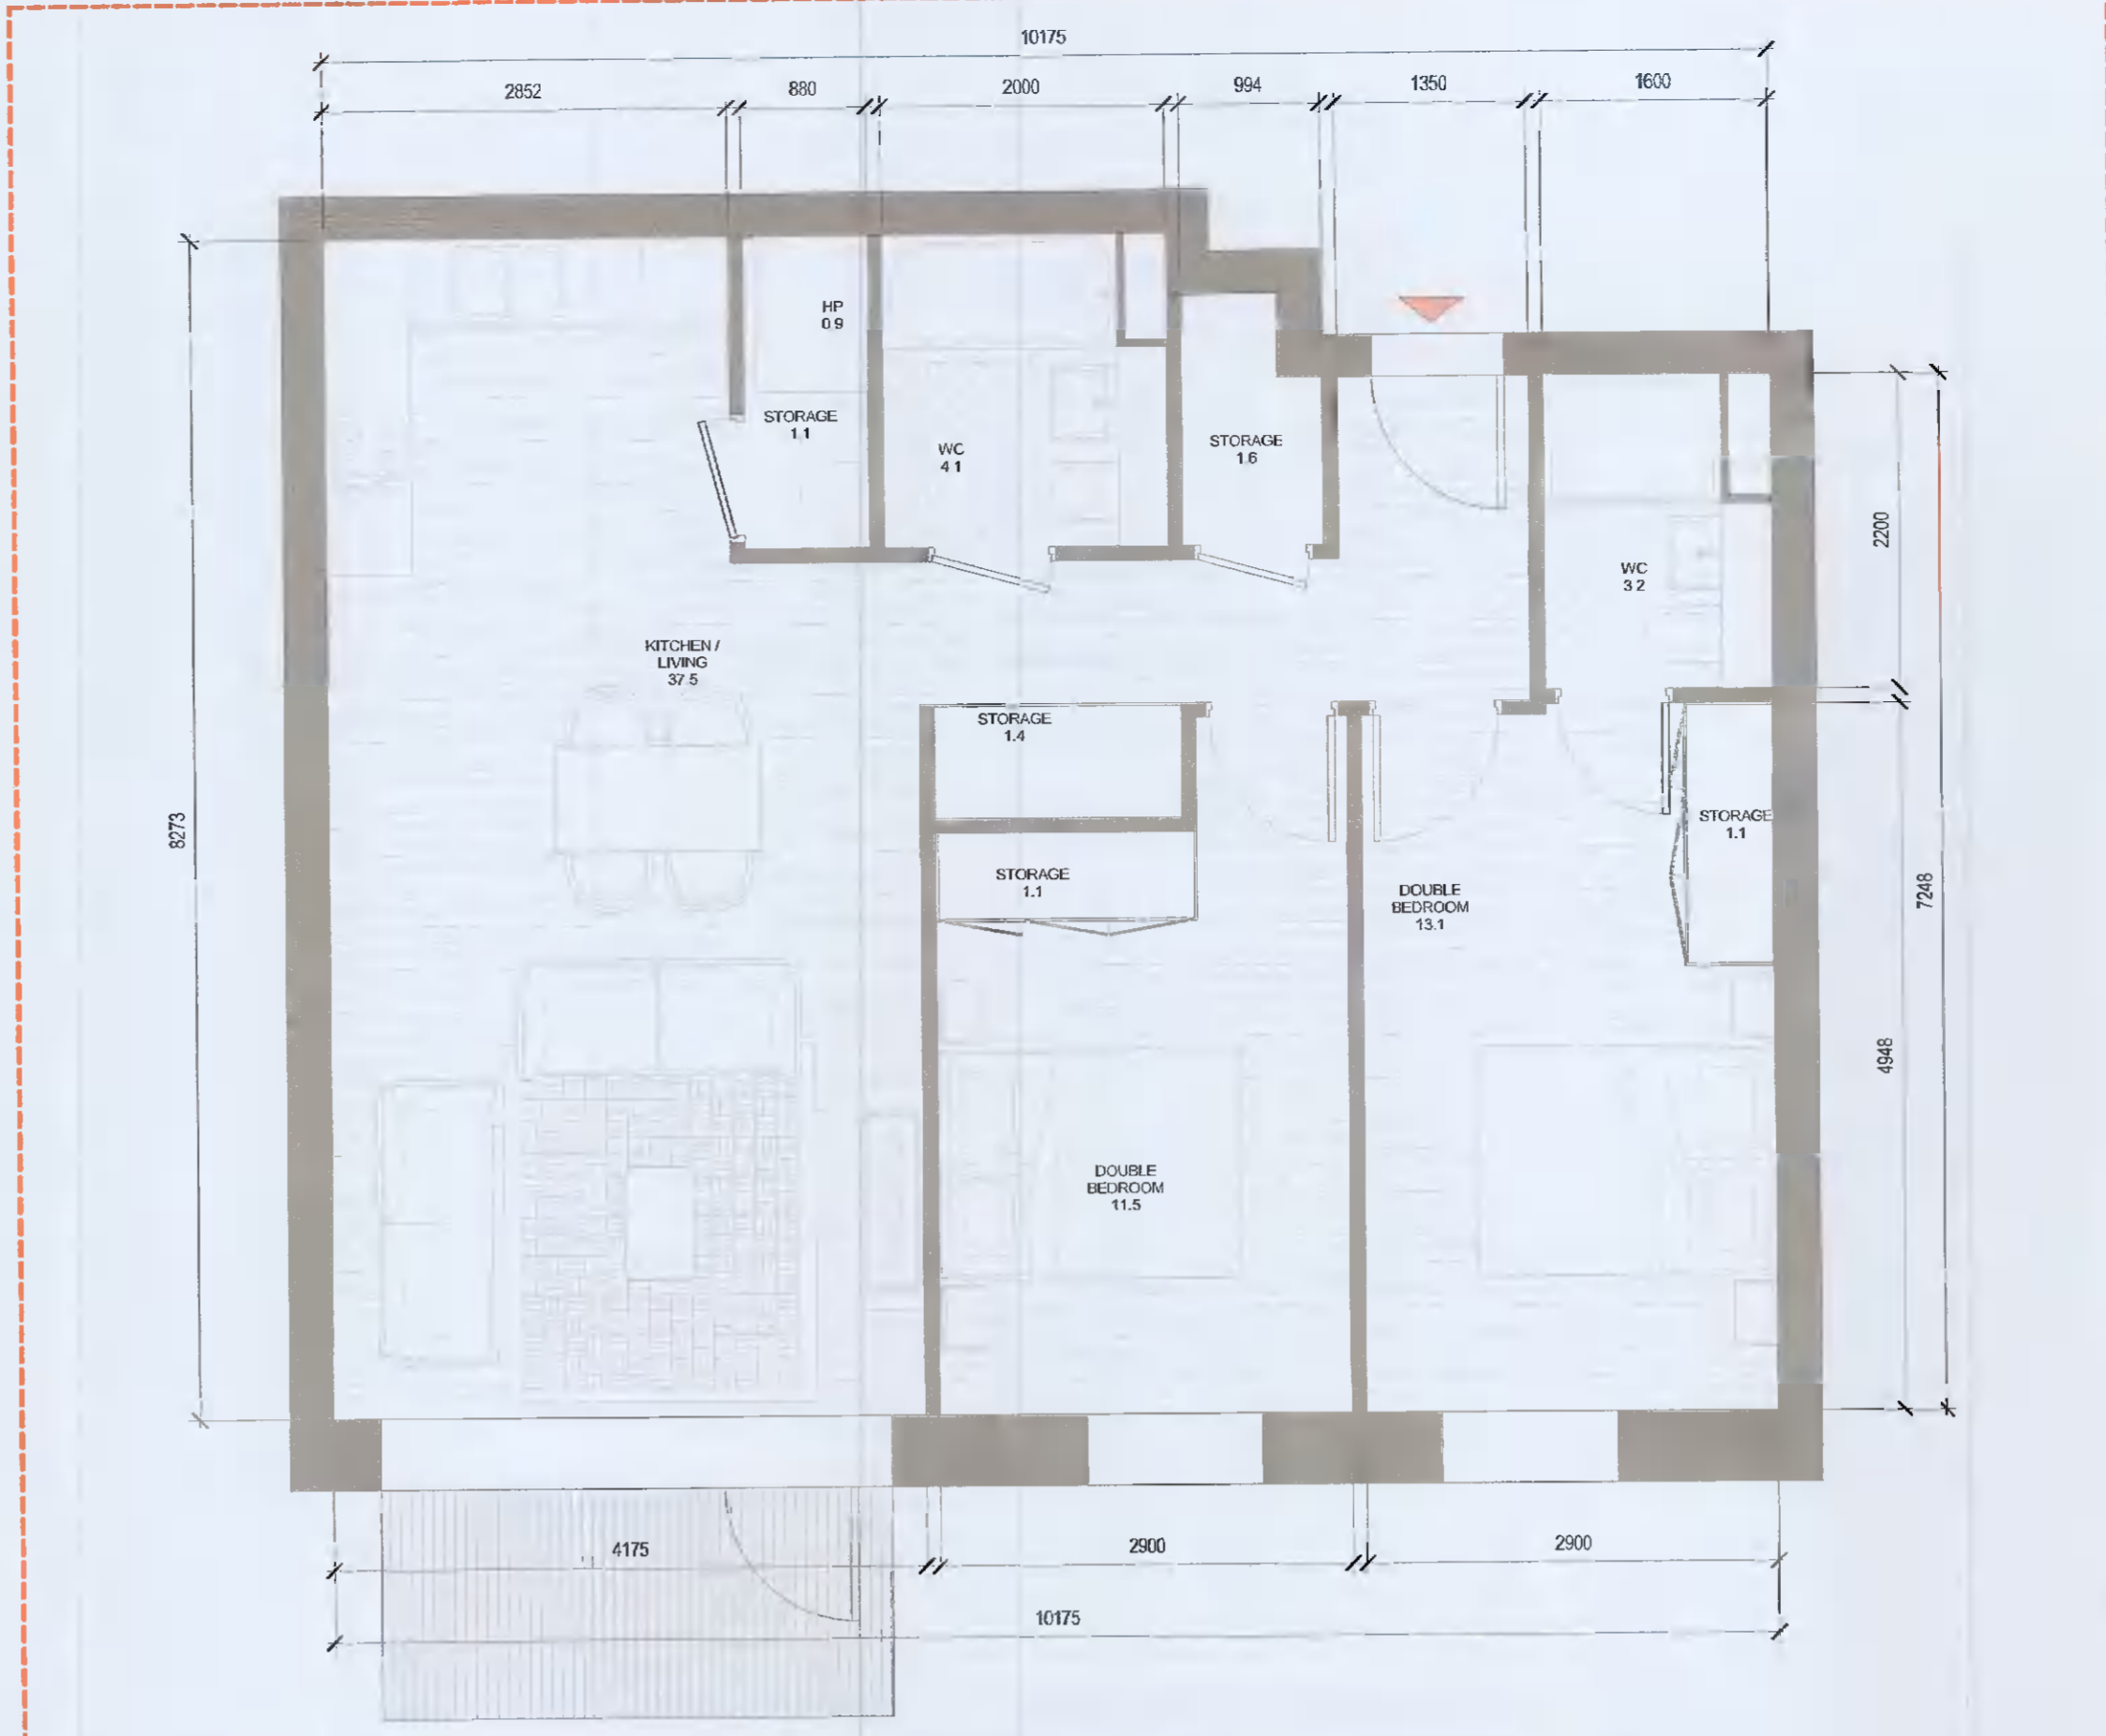 10175
2852
880
2000
994
1350
1600
HP
0.9
STORAGE
1.1
WC
4.1
STORAGE
1.6
WC
3.2
2200
KITCHEN /
LIVING
37.5
STORAGE
1.4
STORAGE
1.1
STORAGE
1.1
8273
DOUBLE
BEDROOM
13.1
7248
4948
DOUBLE
BEDROOM
11.5
4175
2900
2900
10175